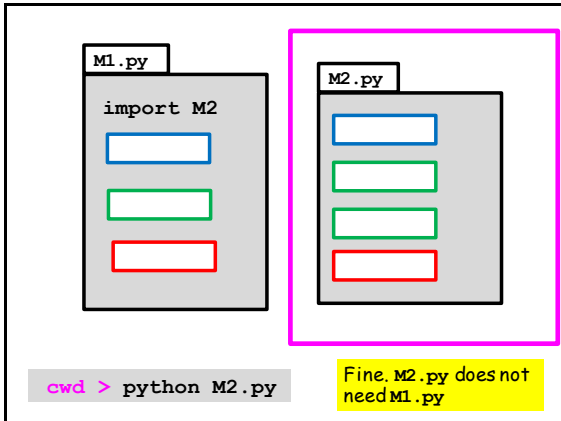 M1.py
import M2
M2.py
cwd > python M2.py
Fine. M2.py does not
need M1.py